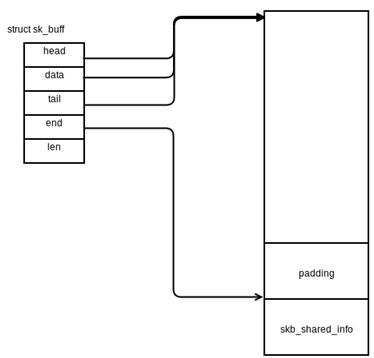 struct sk_buff
head
data
tail
end
len
padding
skb_shared_info